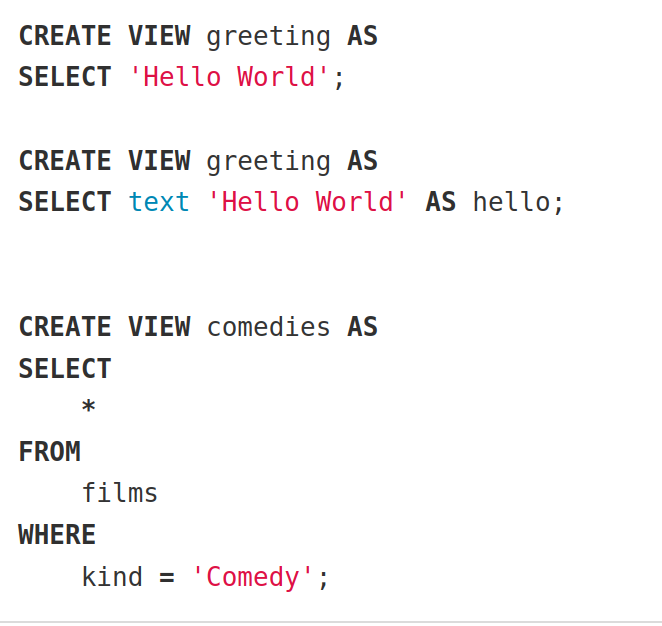 CREATE VIEW greeting AS
SELECT 'Hello World';
CREATE VIEW greeting AS
SELECT text 'Hello World' AS hello;
CREATE VIEW comedies AS
SELECT
*
FROM
films
WHERE
kind = 'Comedy';